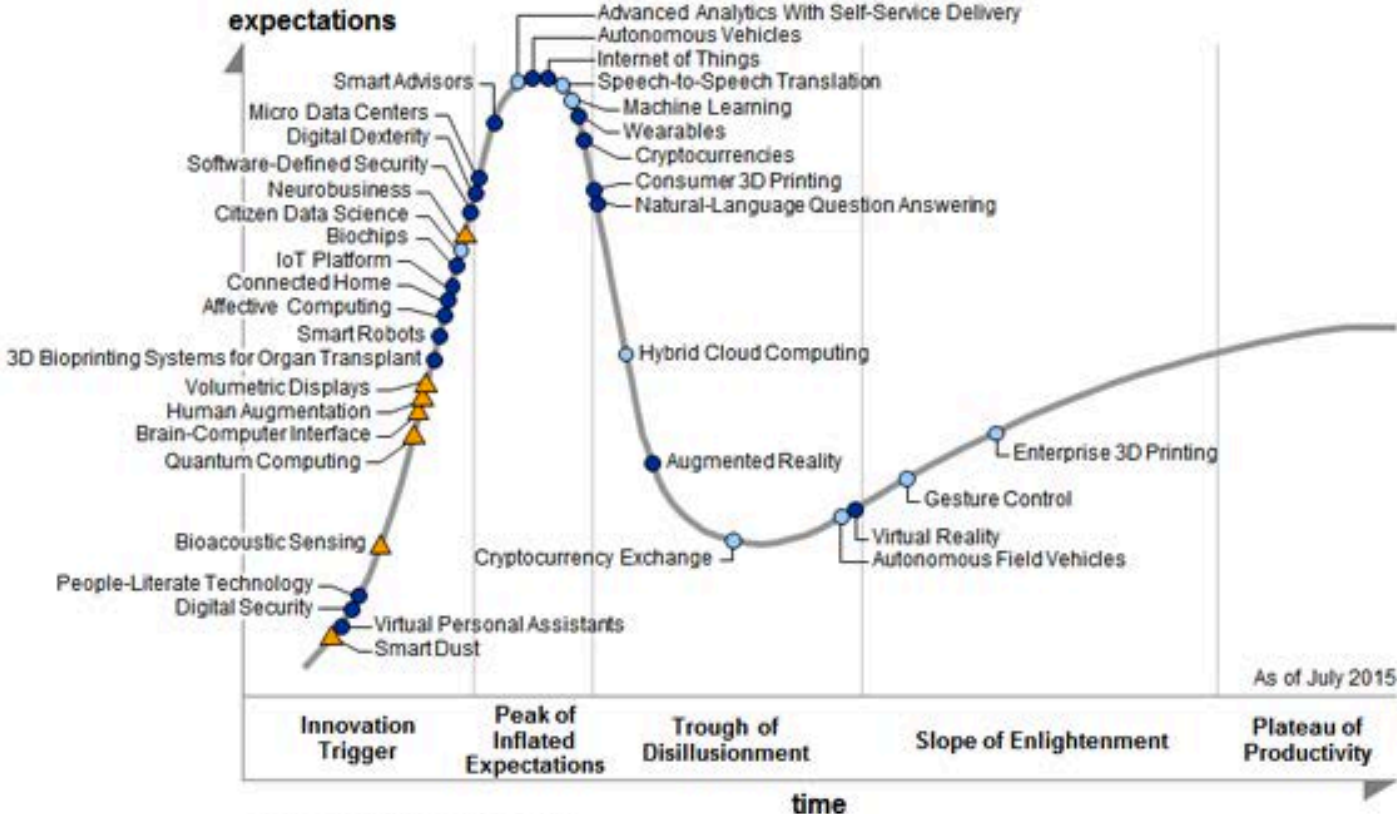 expectations
Advanced Analytics With Self-Service Delivery
Autonomous Vehicles
Internet of Things
Smart Advisors
Speech-to-Speech Translation
Micro Data Centers
Machine Learning
Digital Dexterity
Wearables
Software-Defined Security
Cryptocurrencies
Neurobusiness
Consumer 3D Printing
Citizen Data Science
Natural-Language Question Answering
Biochips
IoT Platform
Connected Home
Affective Computing
Smart Robots
3D Bioprinting Systems for Organ Transplant
Hybrid Cloud Computing
Volumetric Displays
Human Augmentation
Brain-Computer Interface
Quantum Computing
Augmented Reality
Enterprise 3D Printing
Gesture Control
Bioacoustic Sensing
Virtual Reality
Cryptocurrency Exchange
Autonomous Field Vehicles
People-Literate Technology
Digital Security
Virtual Personal Assistants
Smart Dust
As of July 2015
Innovation
Trigger
Peak of
Inflated
Expectations
Trough of
Disillusionment
Slope of Enlightenment
Plateau of
Productivity
time